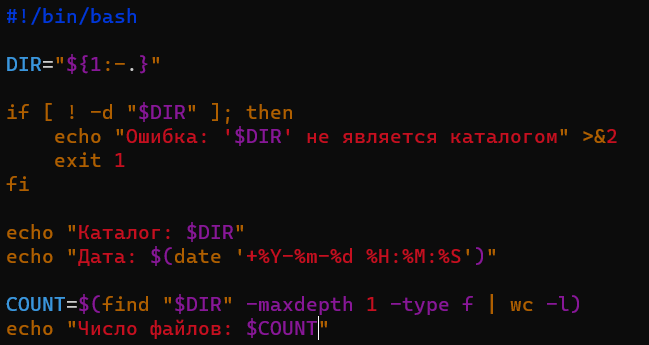 #!/bin/bash
DIR="${1:-.}"
if [ ! -d "$DIR" ]; then
    echo "Ошибка: '$DIR' не является каталогом" >&2
    exit 1
fi
echo "Каталог: $DIR"
echo "Дата: $(date '+%Y-%m-%d %H:%M:%S')"
COUNT=$(find "$DIR" -maxdepth 1 -type f | wc -l)
echo "Число файлов: $COUNT"